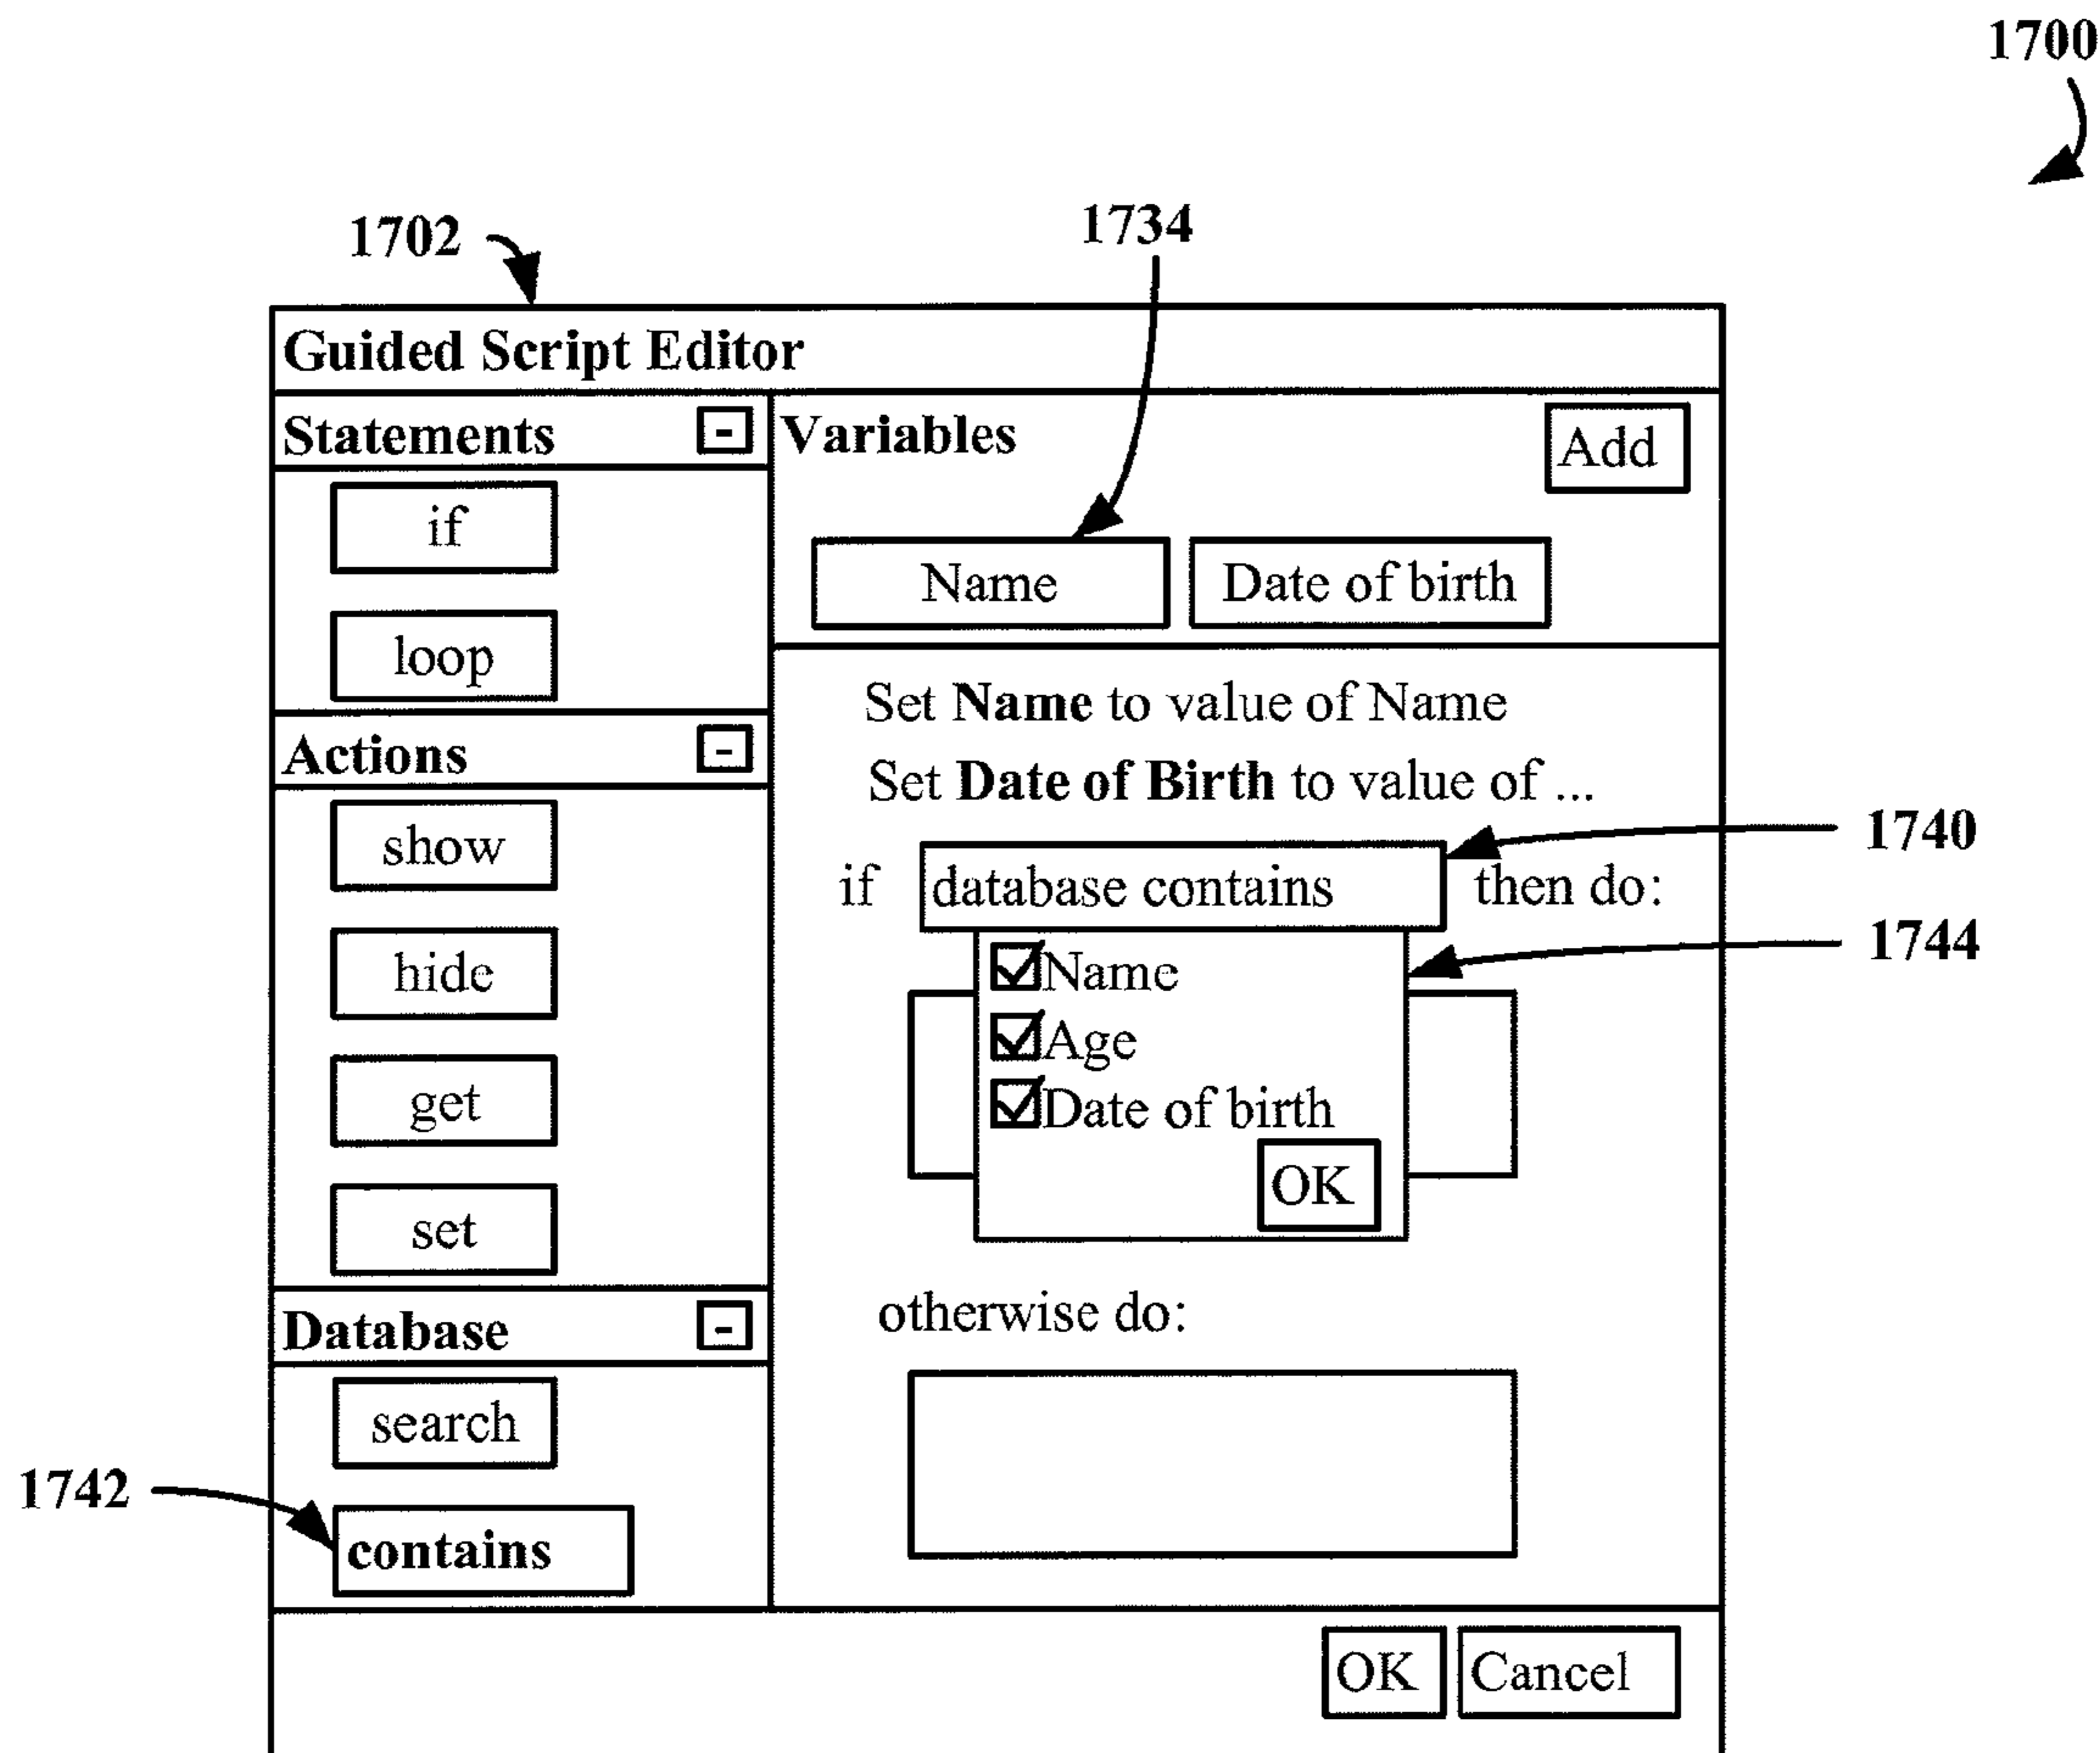 1700
1702
1734
Guided Script Editor
Statements -
Variables
Add
if
loop
Name
Date of birth
Set Name to value of Name
Set Date of Birth to value of ...
Actions -
show
hide
get
set
if database contains then do:
1740
1744
Name
Age
Date of birth
OK
otherwise do:
Database -
search
1742
contains
OK
Cancel